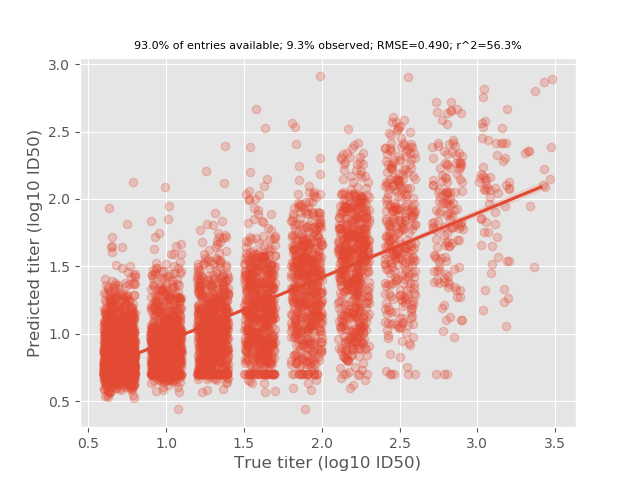 93.0% of entries available; 9.3% observed; RMSE=0.490; r^2=56.3%
3.0
2.5
2.0
1.5
1.0
0.5
Predicted titer (log10 ID50)
0.5 1.0 1.5 2.0 2.5 3.0 3.5
True titer (log10 ID50)